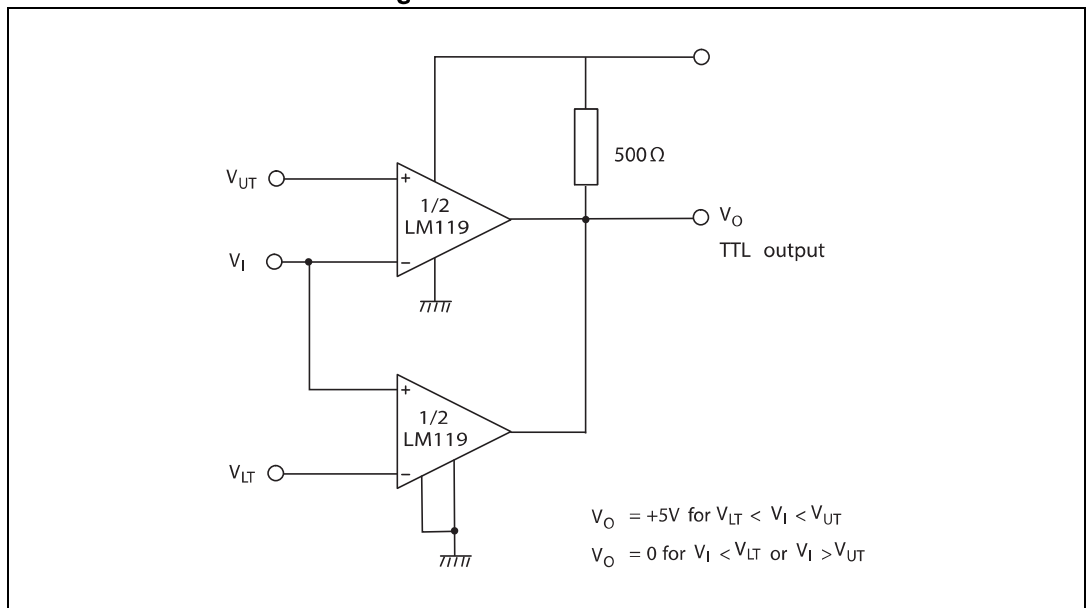 V_UT
+
1/2
LM119
−
V_I
500 Ω
V_O
TTL output
+
1/2
LM119
−
V_LT
V_O = +5V for V_LT < V_I < V_UT
V_O = 0 for V_I < V_LT or V_I > V_UT